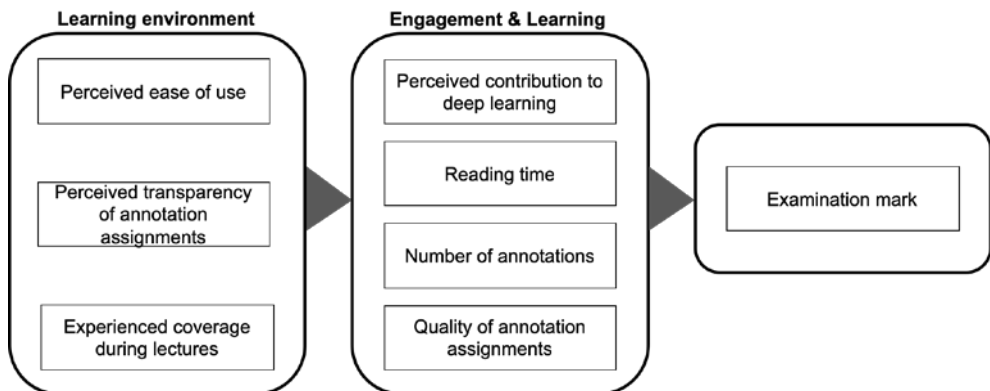 Learning environment
Perceived ease of use
Perceived transparency
of annotation
assignments
Experienced coverage
during lectures
Engagement & Learning
Perceived contribution to
deep learning
Reading time
Number of annotations
Quality of annotation
assignments
Examination mark